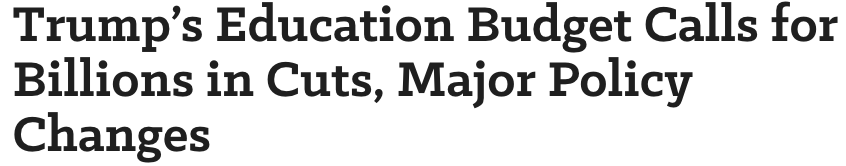 Trump’s Education Budget Calls for
Billions in Cuts, Major Policy
Changes